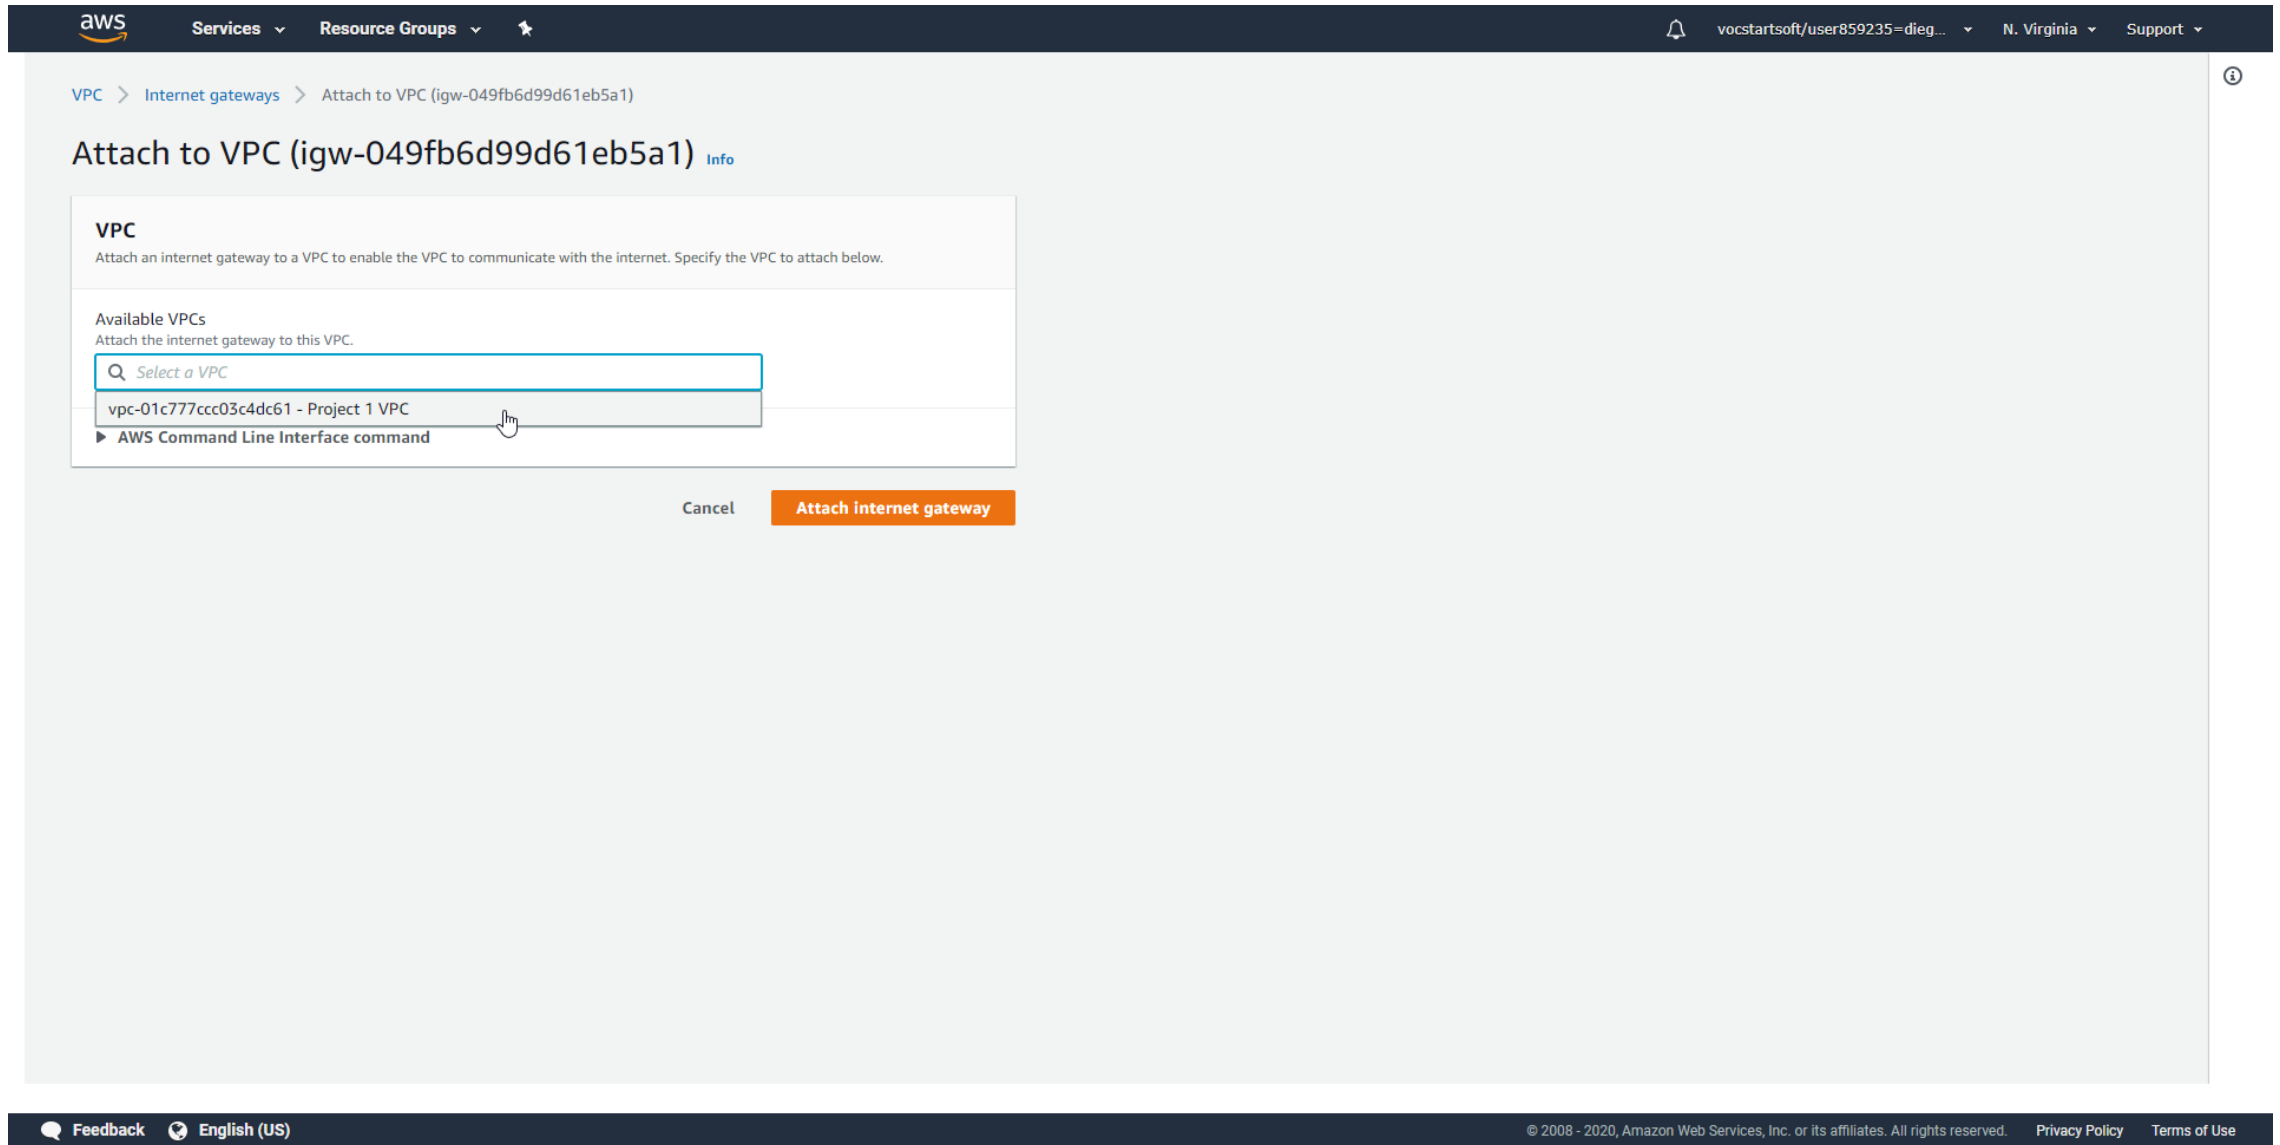 aws Services Resource Groups vocstartsoft/user859235=dieg... N. Virginia Support
VPC Internet gateways Attach to VPC (igw-049fb6d99d61eb5a1)
Attach to VPC (igw-049fb6d99d61eb5a1) Info
VPC
Attach an internet gateway to a VPC to enable the VPC to communicate with the internet. Specify the VPC to attach below.
Available VPCs
Attach the internet gateway to this VPC.
Select a VPC
vpc-01c777ccc03c4dc61 - Project 1 VPC
AWS Command Line Interface command
Cancel Attach internet gateway
Feedback English (US) © 2008 - 2020, Amazon Web Services, Inc. or its affiliates. All rights reserved. Privacy Policy Terms of Use